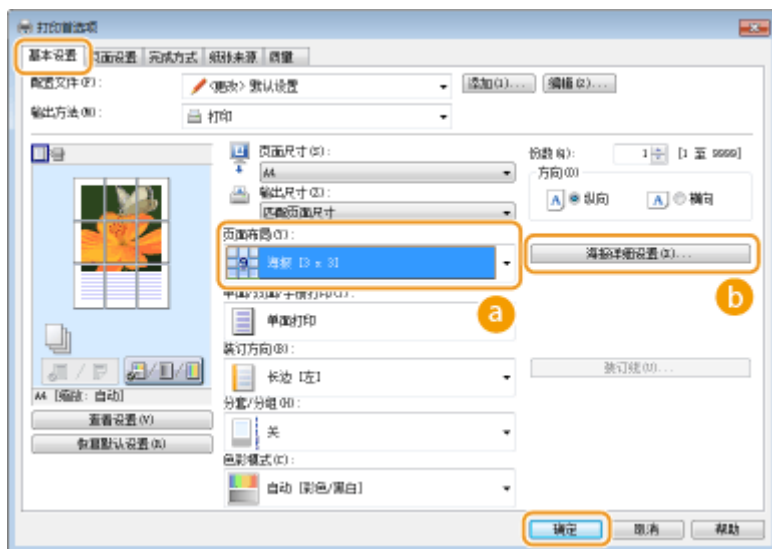 打印首选项
基本设置 页面设置 完成方式 纸张来源 质量
配置文件(F): <更改> 默认设置 添加(1)... 编辑(2)...
输出方法(M): 打印
页面尺寸(S): 份数(Q): 1 [1 至 9999]
A4 方向(O)
输出尺寸(Z): A 纵向 A 横向
匹配页面尺寸
页面布局(Y):
9 海报 [3 x 3] 海报详细设置(X)...
a b
单面打印
装订方向(B):
长边 [左] 装订线(U)...
A4 [缩放: 自动] 分套/分组(H):
查看设置(V) 关
恢复默认设置(R)
色彩模式(C):
自动 [彩色/黑白]
确定 取消 帮助